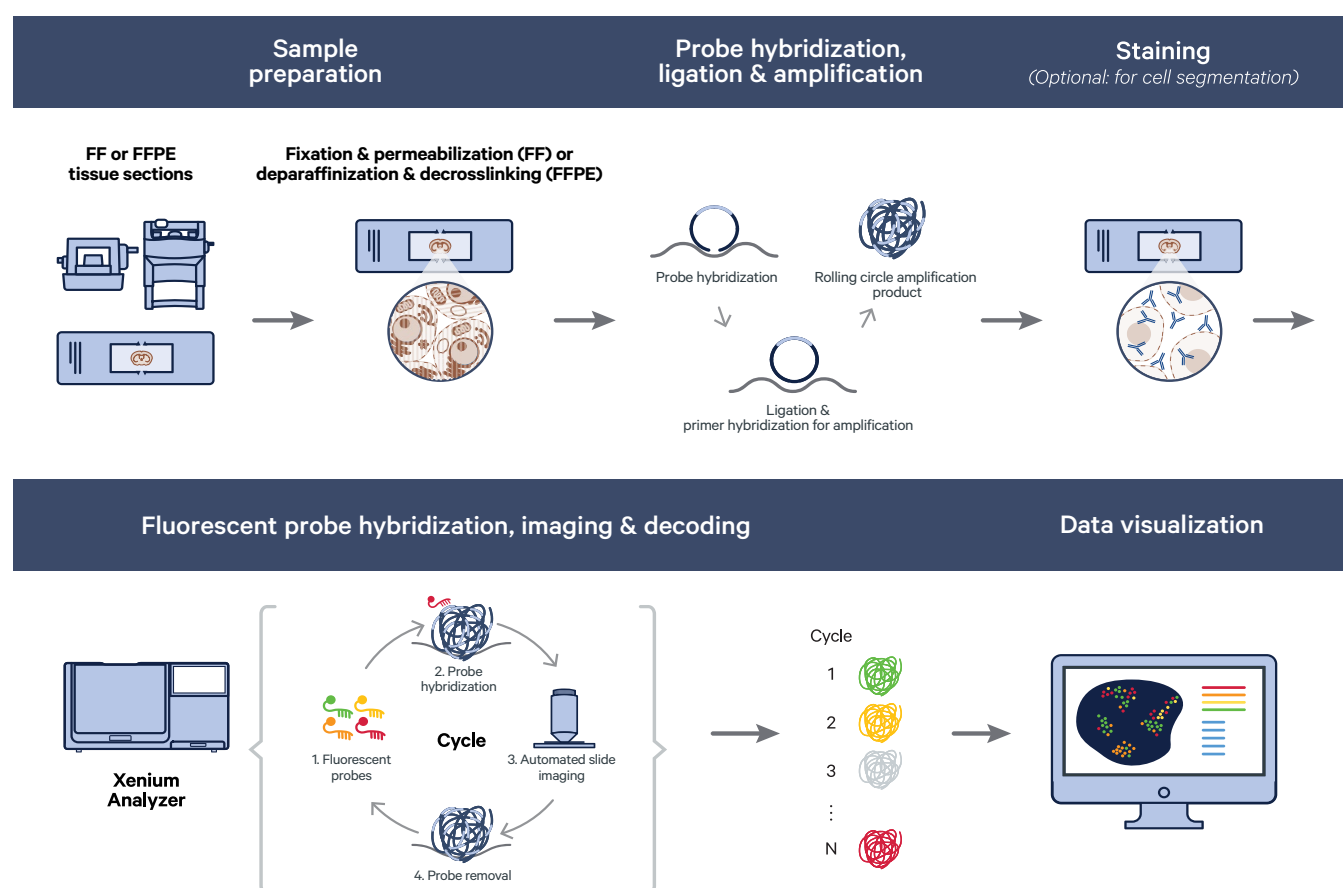 Sample
preparation
Probe hybridization,
ligation & amplification
Staining
(Optional: for cell segmentation)
FF or FFPE
tissue sections
Fixation & permeabilization (FF) or
deparaffinization & decrosslinking (FFPE)
Probe hybridization
Rolling circle amplification
product
Ligation &
primer hybridization for amplification
Fluorescent probe hybridization, imaging & decoding
Data visualization
Xenium
Analyzer
Cycle
1. Fluorescent
probes
2. Probe
hybridization
3. Automated slide
imaging
4. Probe removal
Cycle
1
2
3
⋮
N